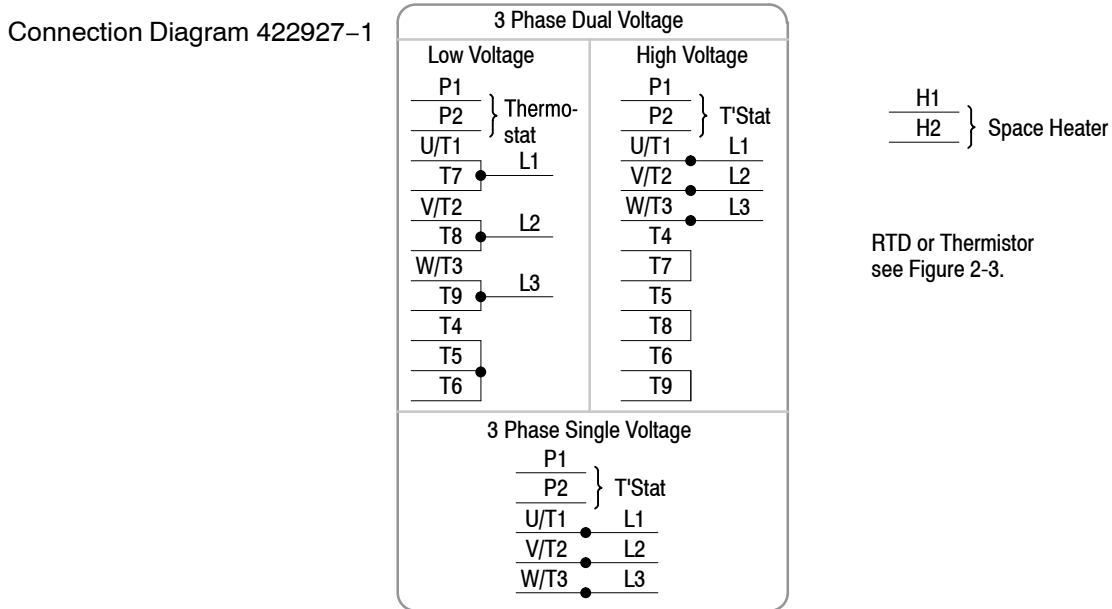 Connection Diagram 422927–1
3 Phase Dual Voltage
Low Voltage
P1
P2
Thermo-
stat
U/T1
T7
L1
V/T2
T8
L2
W/T3
T9
L3
T4
T5
T6
High Voltage
P1
P2
T'Stat
U/T1 L1
V/T2 L2
W/T3 L3
T4
T7
T5
T8
T6
T9
3 Phase Single Voltage
P1
P2
T'Stat
U/T1 L1
V/T2 L2
W/T3 L3
H1
H2
Space Heater
RTD or Thermistor
see Figure 2-3.